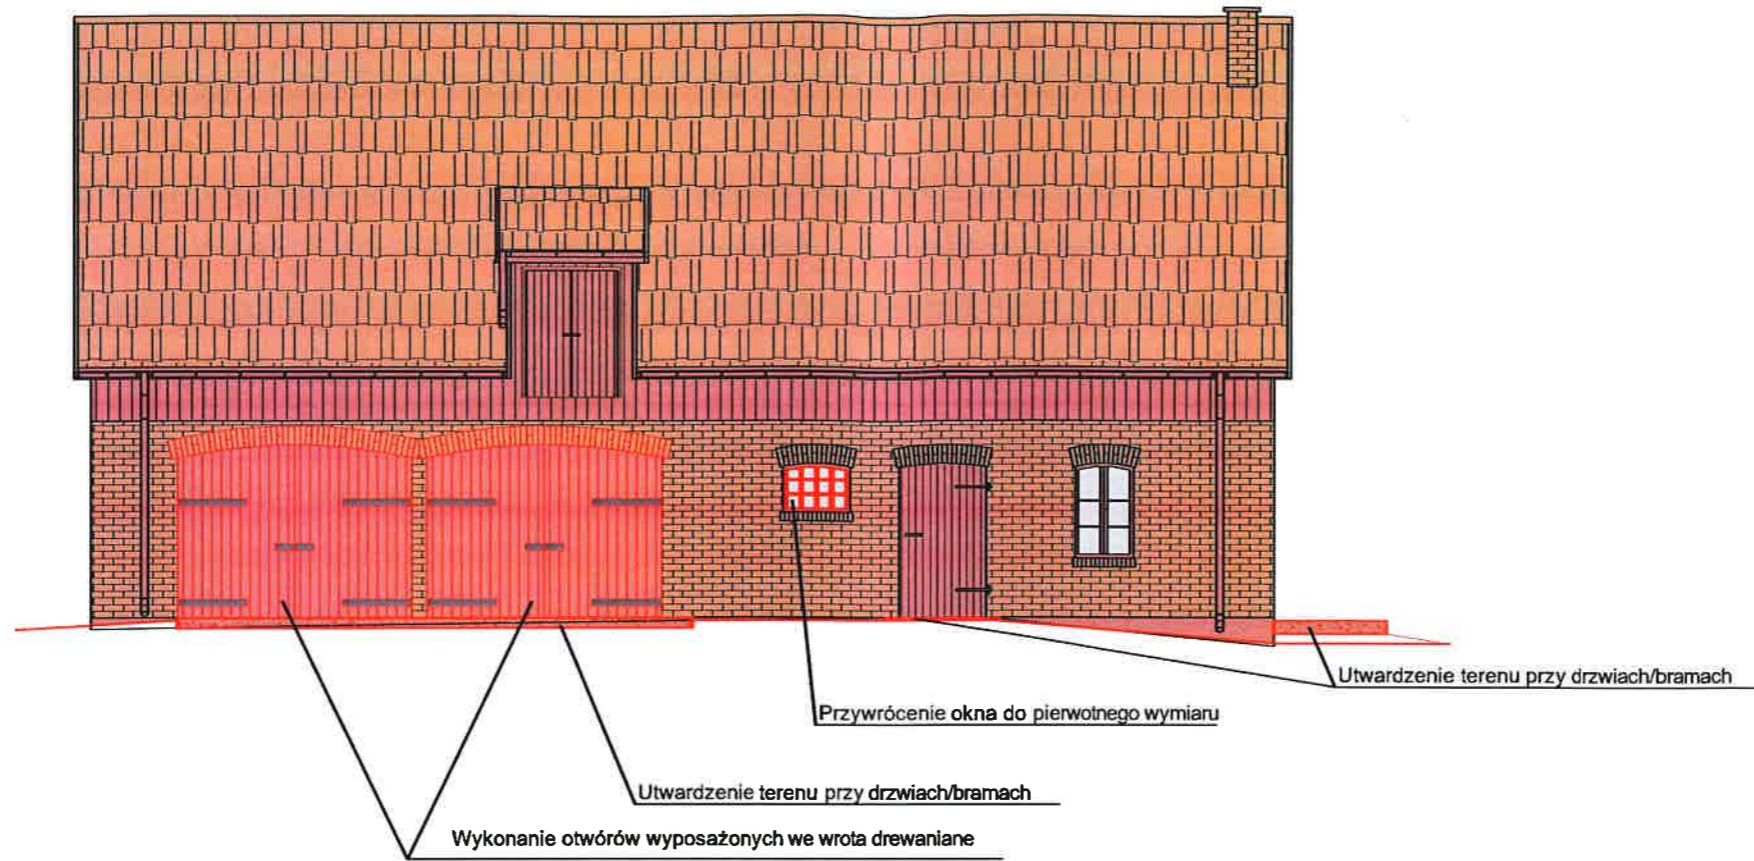 Utwardzenie terenu przy drzwiach/bramach
Przywrócenie okna do pierwotnego wymiaru
Utwardzenie terenu przy drzwiach/bramach
Wykonanie otwórów wyposażonych we wrota drewaniane